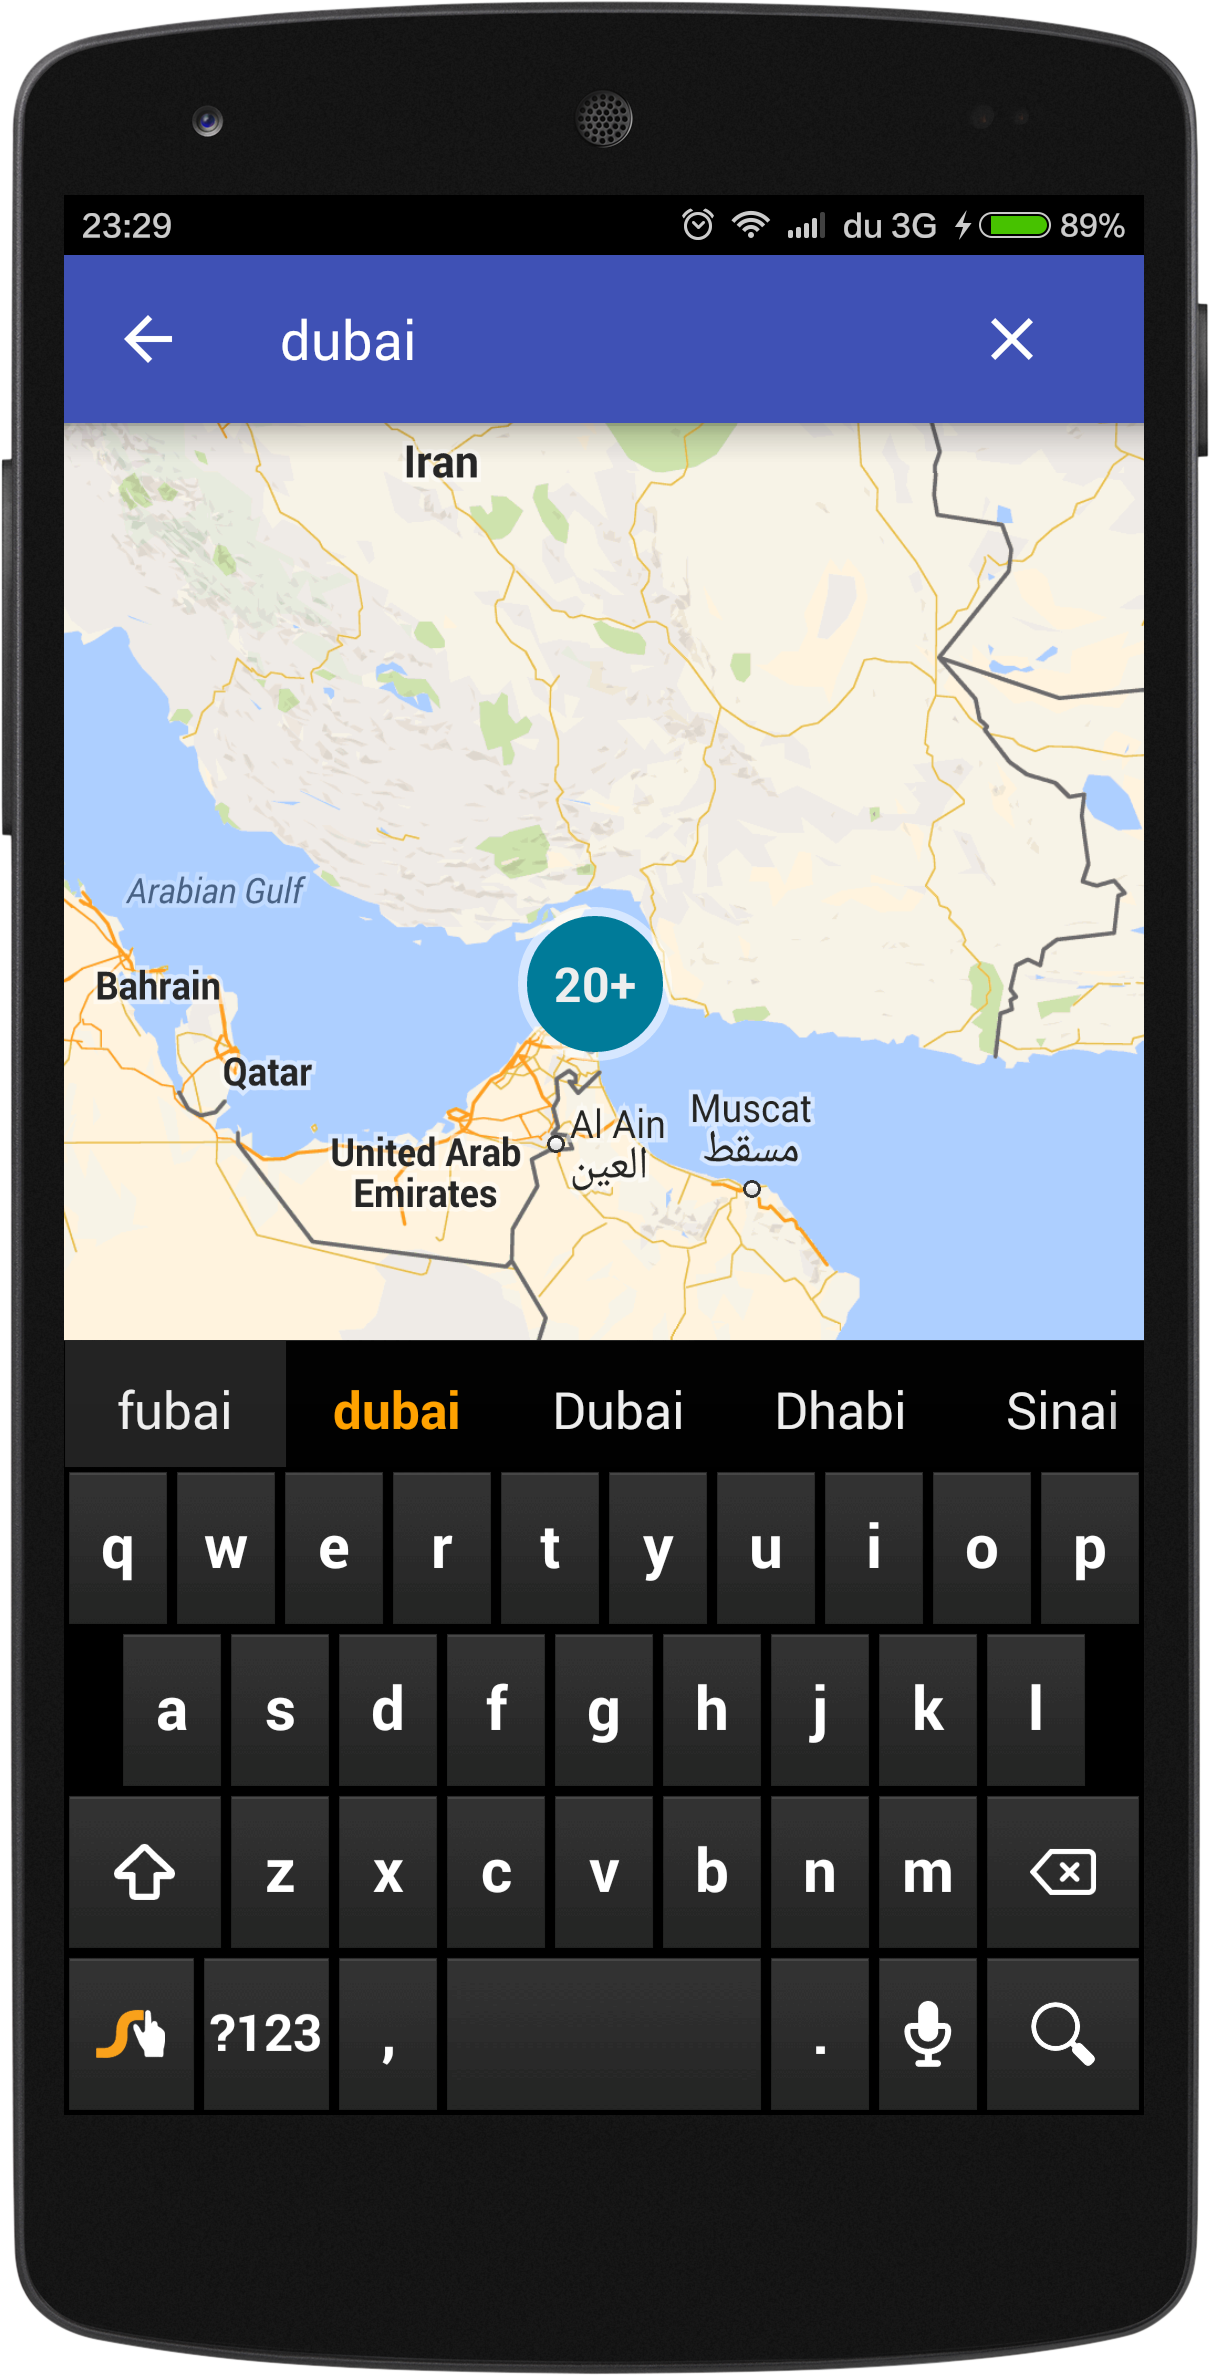 23:29 du 3G 89%
dubai
Iran
Arabian Gulf
20+
Bahrain
Qatar
Muscat
مسقط
Al Ain
العين
United Arab
Emirates
fubai dubai Dubai Dhabi Sinai
q w e r t y u i o p
a s d f g h j k l
z x c v b n m
?123 , .